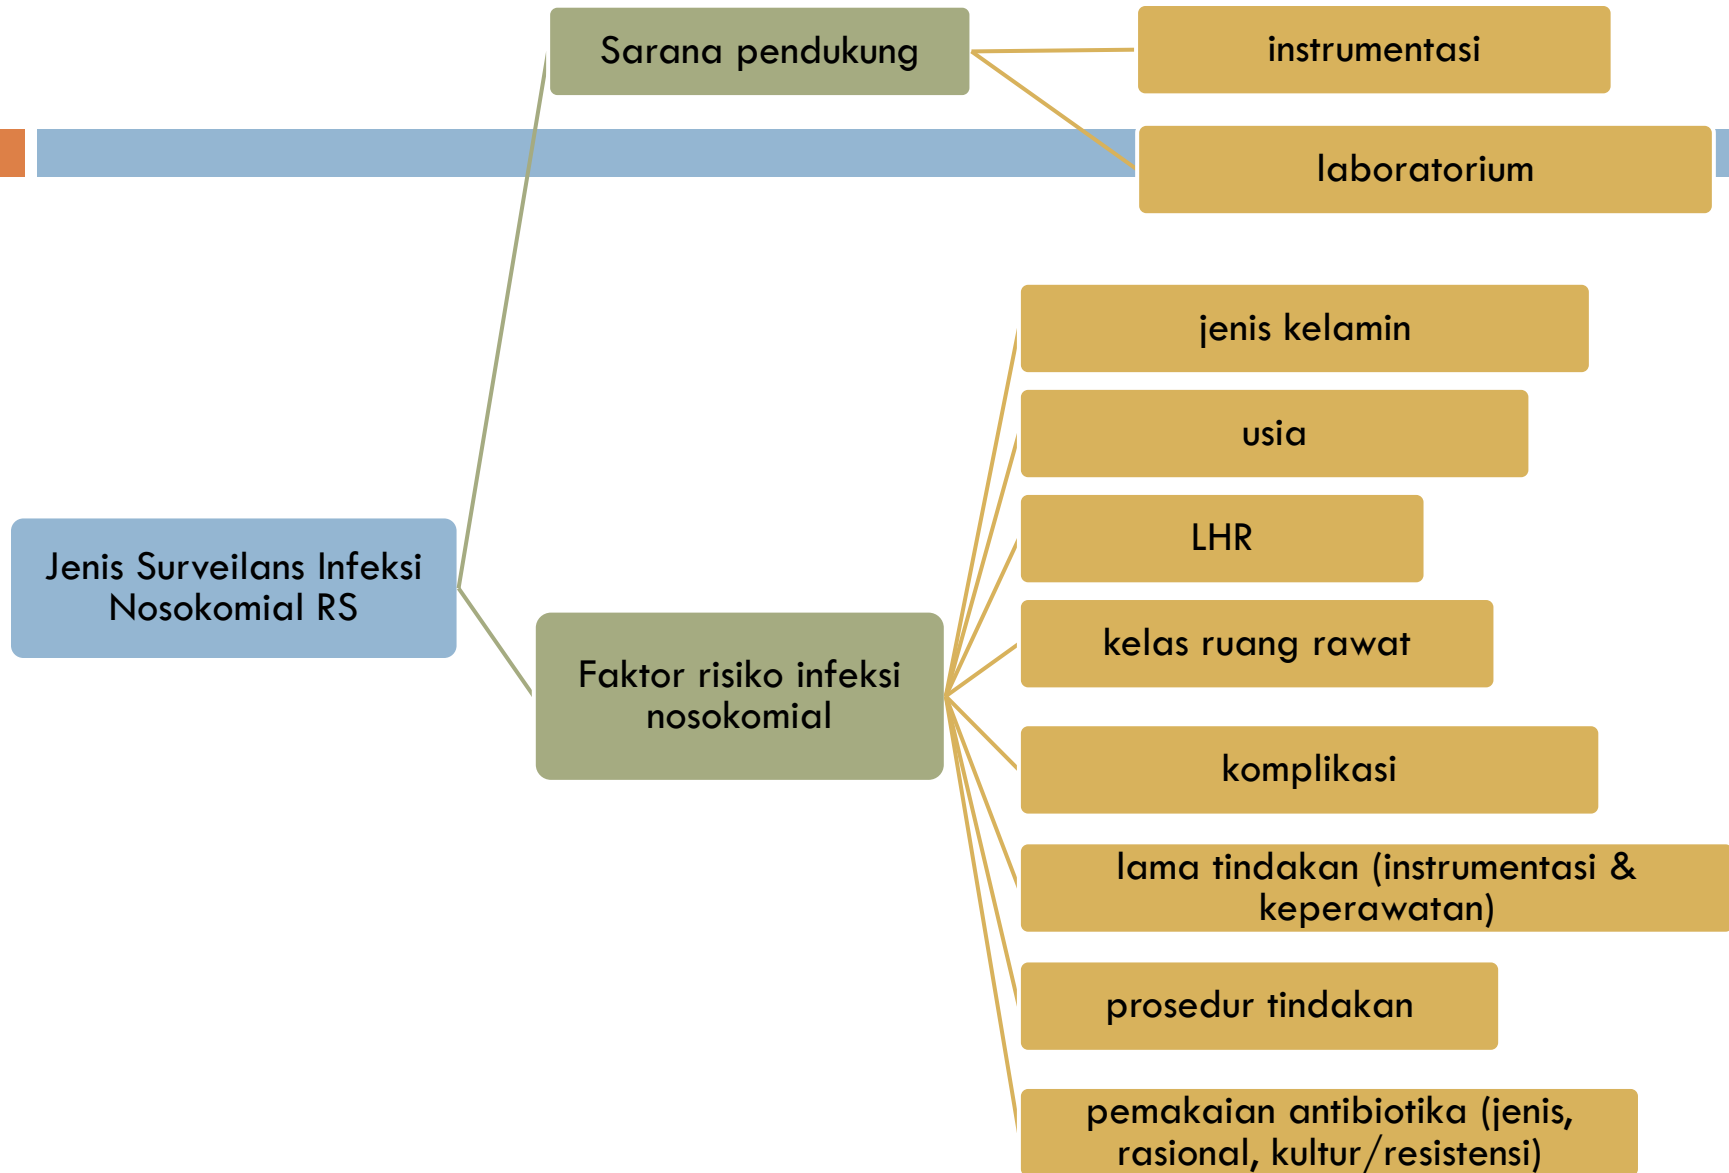 Sarana pendukung
instrumentasi
laboratorium
Jenis Surveilans Infeksi
Nosokomial RS
Faktor risiko infeksi
nosokomial
jenis kelamin
usia
LHR
kelas ruang rawat
komplikasi
lama tindakan (instrumentasi &
keperawatan)
prosedur tindakan
pemakaian antibiotika (jenis,
rasional, kultur/resistensi)